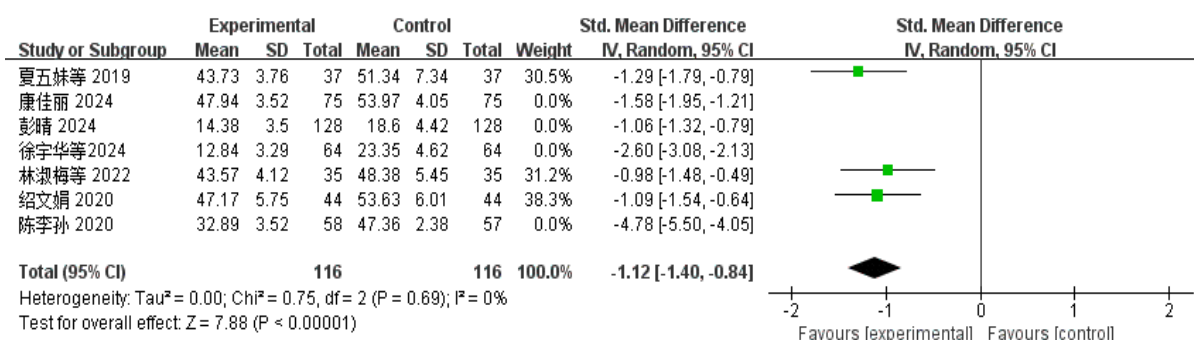 Experimental Control Std. Mean Difference Std. Mean Difference
Study or Subgroup Mean SD Total Mean SD Total Weight IV, Random, 95% CI IV, Random, 95% CI
夏五妹等 2019 43.73 3.76 37 51.34 7.34 37 30.5% -1.29 [-1.79, -0.79]
康佳丽 2024 47.94 3.52 75 53.97 4.05 75 0.0% -1.58 [-1.95, -1.21]
彭晴 2024 14.38 3.5 128 18.6 4.42 128 0.0% -1.06 [-1.32, -0.79]
徐宇华等2024 12.84 3.29 64 23.35 4.62 64 0.0% -2.60 [-3.08, -2.13]
林淑梅等 2022 43.57 4.12 35 48.38 5.45 35 31.2% -0.98 [-1.48, -0.49]
绍文娟 2020 47.17 5.75 44 53.63 6.01 44 38.3% -1.09 [-1.54, -0.64]
陈李孙 2020 32.89 3.52 58 47.36 2.38 57 0.0% -4.78 [-5.50, -4.05]
Total (95% CI) 116 116 100.0% -1.12 [-1.40, -0.84]
Heterogeneity: Tau² = 0.00; Chi² = 0.75, df = 2 (P = 0.69); I² = 0%
Test for overall effect: Z = 7.88 (P < 0.00001)
-2 -1 0 1 2
Favours [experimental] Favours [control]